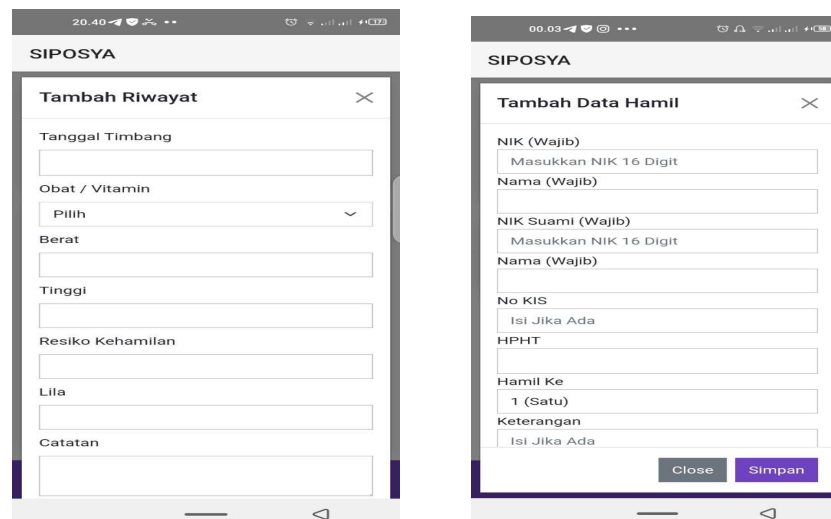 20.40
17
SIPOSYA
Tambah Riwayat
Tanggal Timbang
Obat / Vitamin
Pilih
Berat
Tinggi
Resiko Kehamilan
Lila
Catatan
00.03
58
SIPOSYA
Tambah Data Hamil
NIK (Wajib)
Masukkan NIK 16 Digit
Nama (Wajib)
NIK Suami (Wajib)
Masukkan NIK 16 Digit
Nama (Wajib)
No KIS
Isi Jika Ada
HPHT
Hamil Ke
1 (Satu)
Keterangan
Isi Jika Ada
Close Simpan